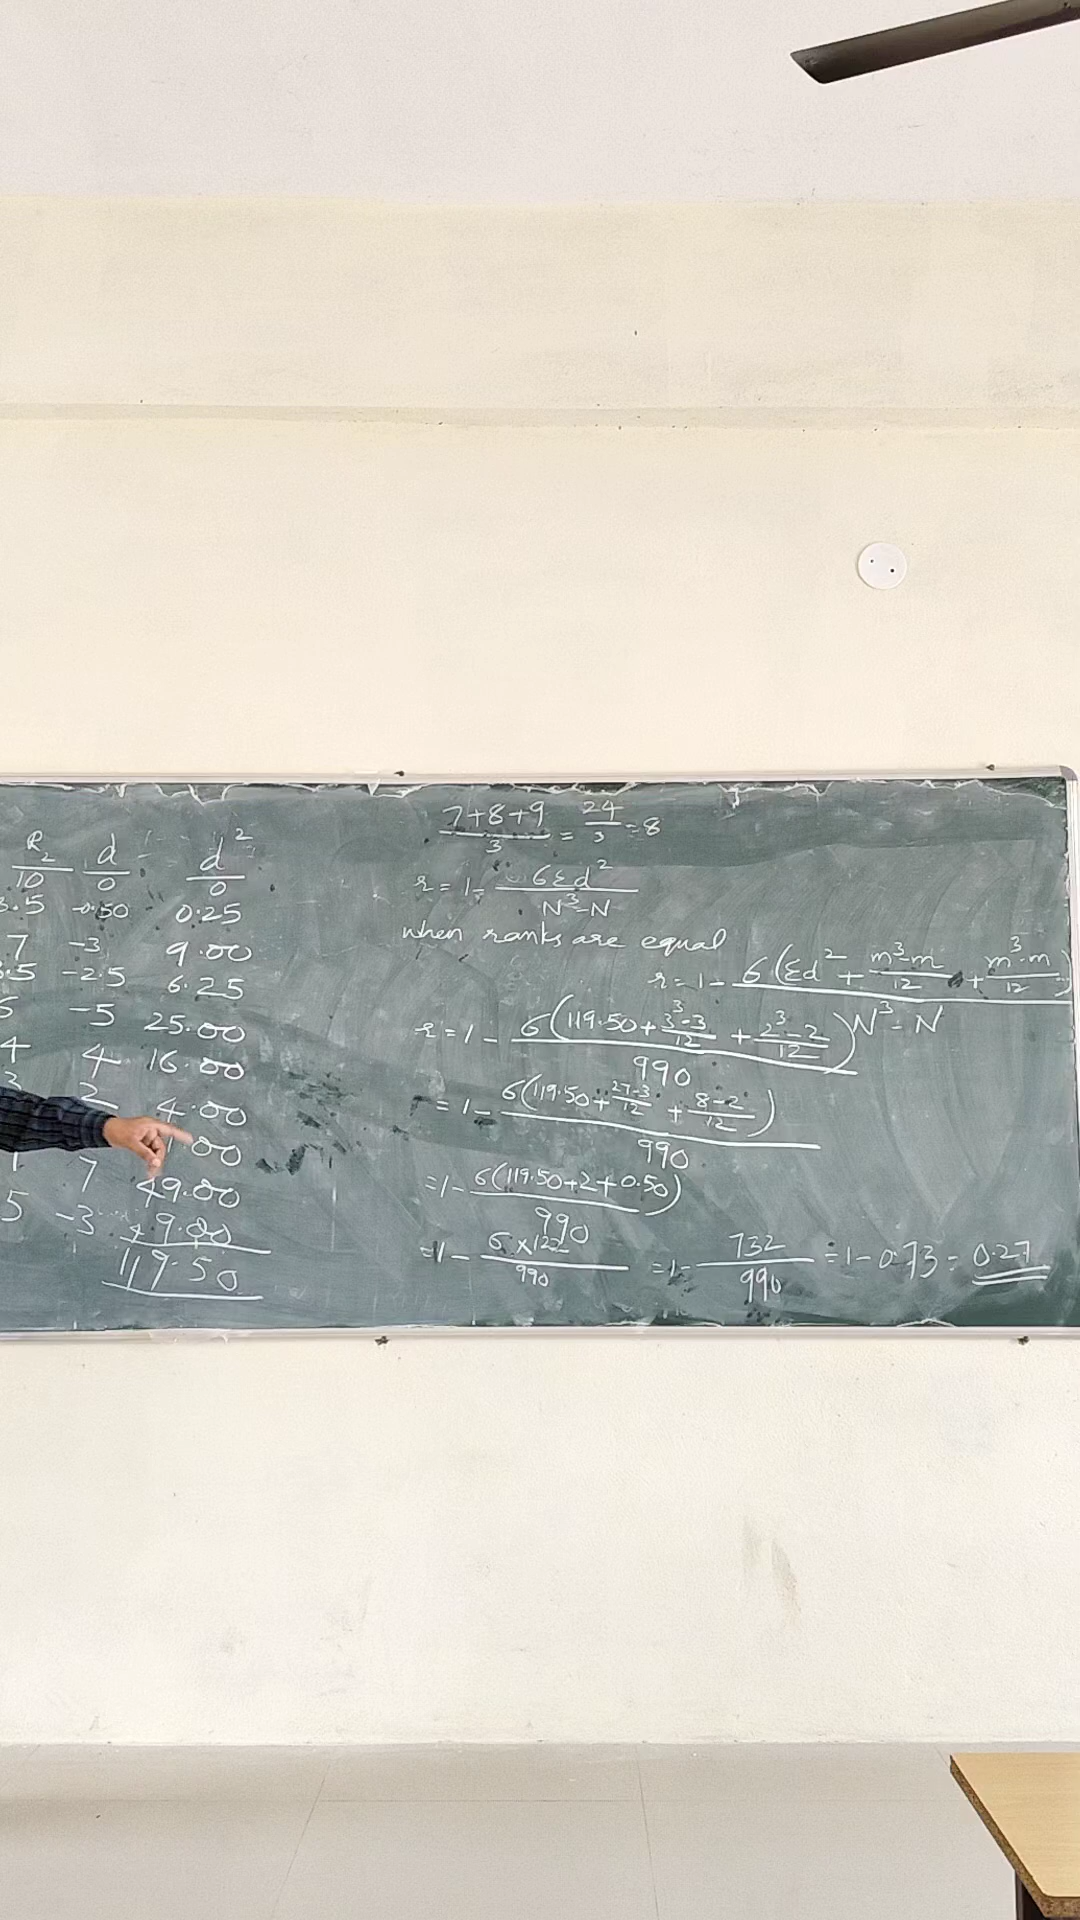 R₂ d d²
10 0 0
3.5 -0.50 0.25
7 -3 9.00
3.5 -2.5 6.25
-5 25.00
4 4 16.00
2 4.00
1.00
7 49.00
5 -3 + 9.00
119.50
(7+8+9)/3 = 24/3 = 8
r = 1 - 6Σd²/(N³-N)
when ranks are equal
r = 1 - 6(Σd² + (m³-m)/12 + (m³-m)/12)/(N³-N)
r = 1 - 6(119.50 + (3³-3)/12 + (2³-2)/12)/990
= 1 - 6(119.50 + (27-3)/12 + (8-2)/12)/990
= 1 - 6(119.50+2+0.50)/990
= 1 - (6×122)/990 = 1 - 732/990 = 1 - 0.73 = 0.27